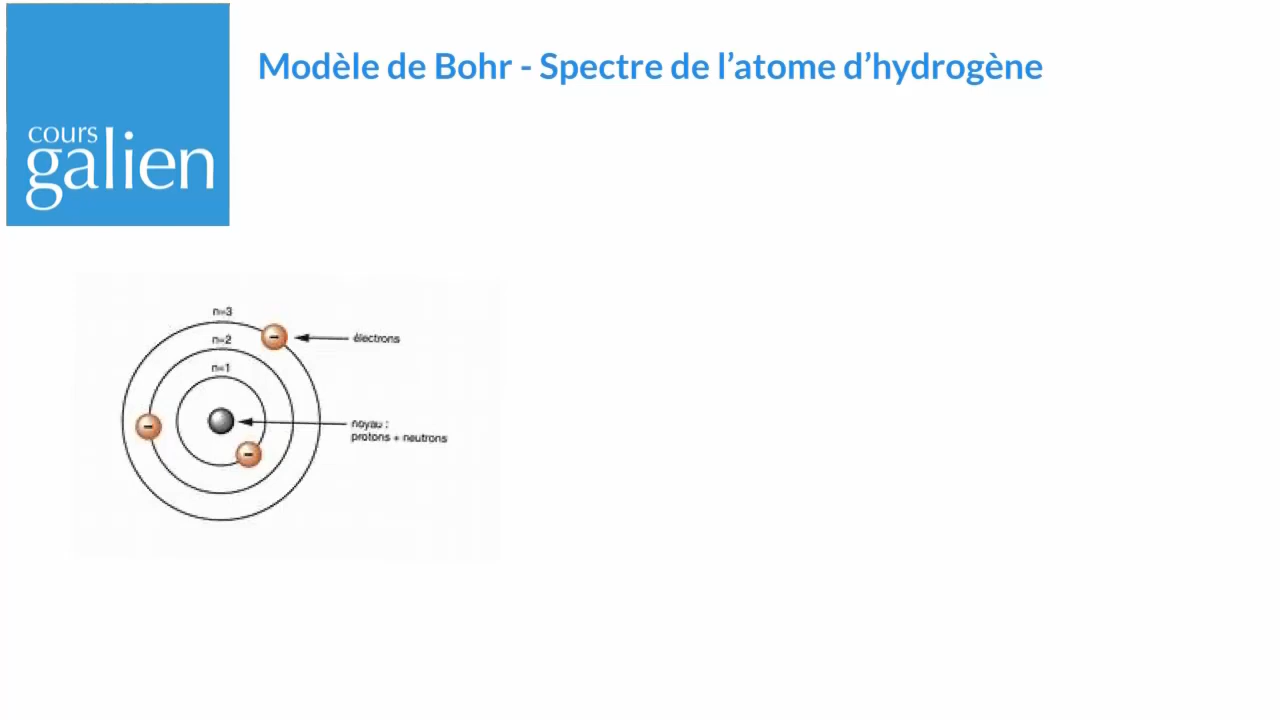 cours
galien
Modèle de Bohr - Spectre de l’atome d’hydrogène
n=3
n=2
n=1
électrons
noyau :
protons + neutrons